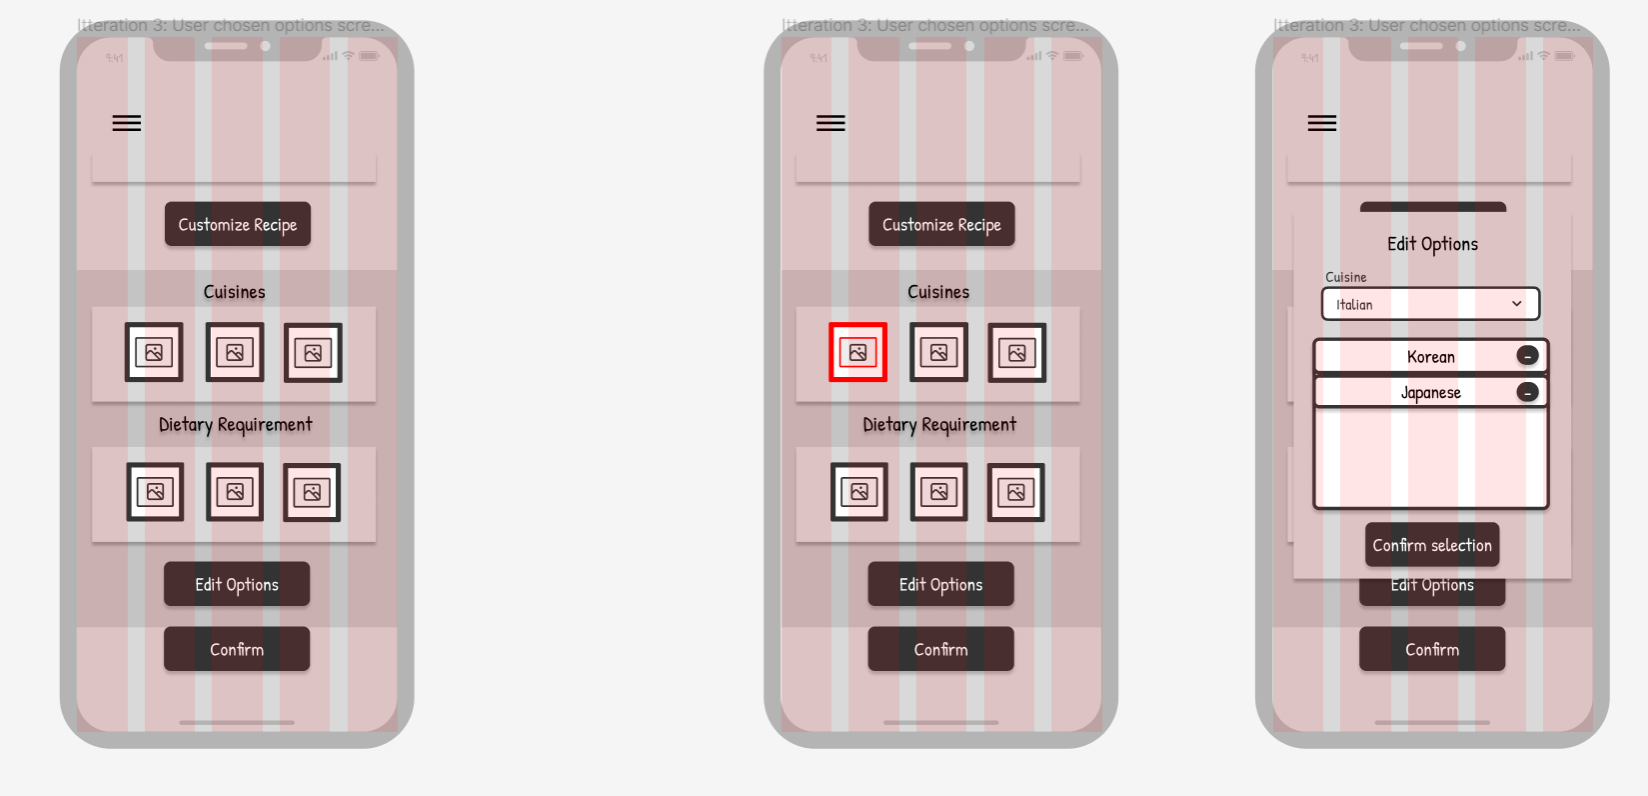 Itteration 3: User chosen options scre...
9:41
Customize Recipe
Cuisines
Dietary Requirement
Edit Options
Confirm
Itteration 3: User chosen options scre...
9:41
Customize Recipe
Cuisines
Dietary Requirement
Edit Options
Confirm
Itteration 3: User chosen options scre...
9:41
Edit Options
Cuisine
Italian
Korean
-
Japanese
-
Confirm selection
Edit Options
Confirm